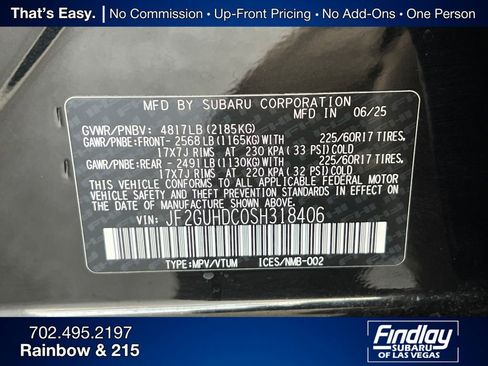 That's Easy. | No Commission - Up-Front Pricing - No Add-Ons - One Person
MFD BY SUBARU CORPORATION
MFD IN 06/25
GVWR/PNBV: 4817LB(2185KG)
GAWR/PNBE:FRONT-2568LB(1165KG)WITH 225/60R17 TIRES,
17X7J RIMS AT 230 KPA(33 PSI)COLD
GAWR/PNBE:REAR-2491LB(1130KG)WITH 225/60R17 TIRES,
17X7J RIMS AT 220 KPA(32 PSI)COLD
THIS VEHICLE CONFORMS TO ALL APPLICABLE FEDERAL MOTOR
VEHICLE SAFETY AND THEFT PREVENTION STANDARDS IN EFFECT
ON THE DATE OF MANUFACTURE SHOWN ABOVE.
VIN: JF2GUHDC0SH318406
TYPE:MPV/VTUM ICES/NMB-002
702.495.2197
Rainbow & 215
Findlay
SUBARU
OF LAS VEGAS